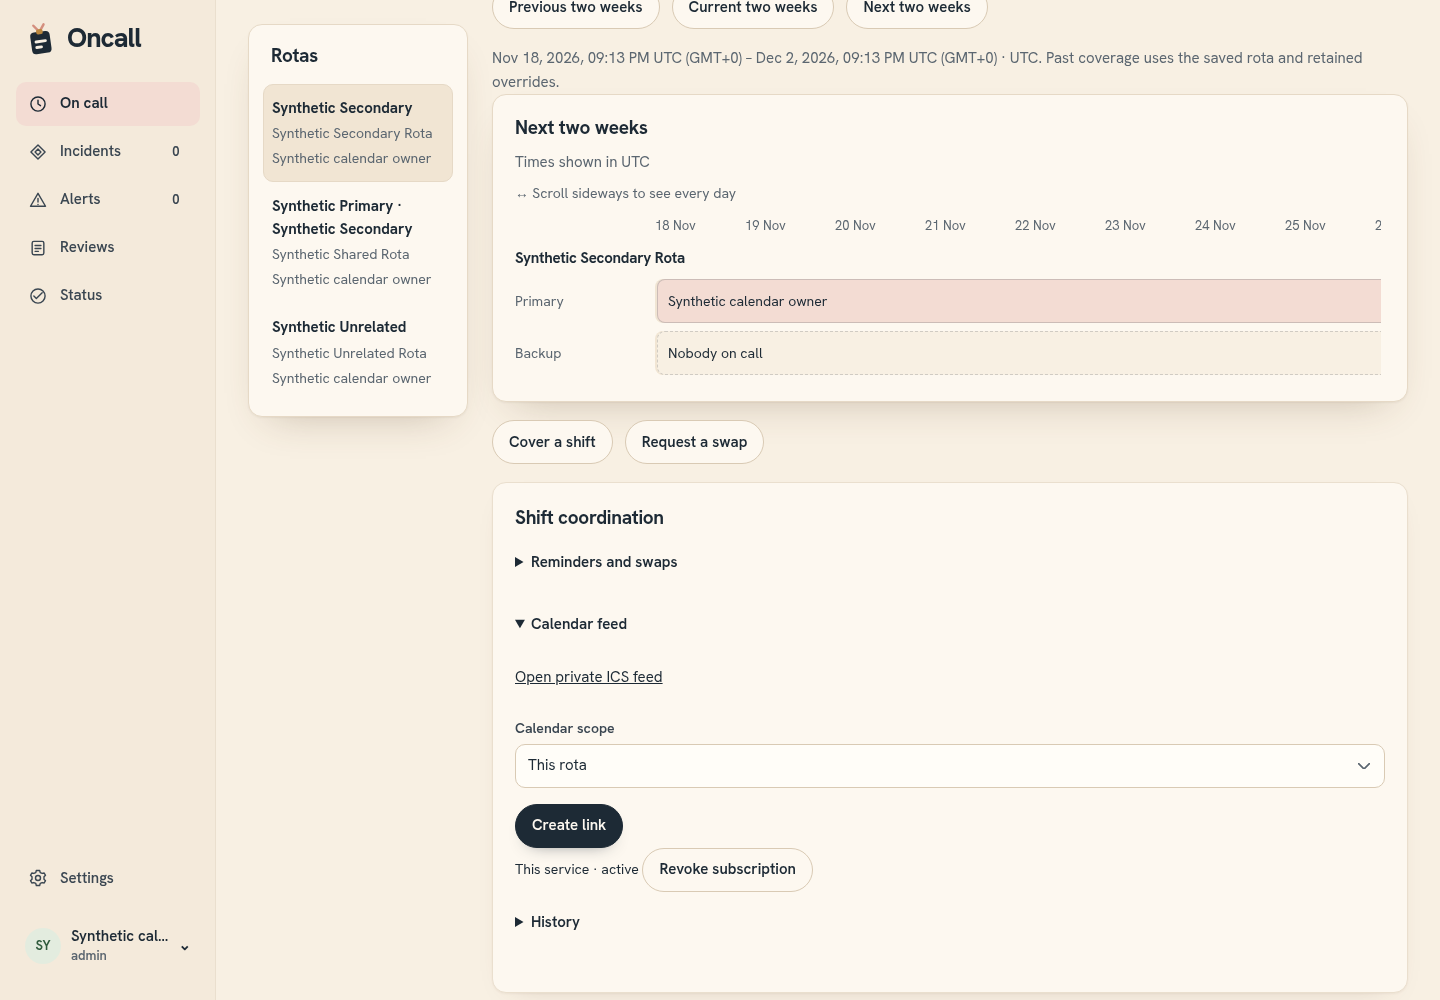 Oncall
On call
Incidents 0
Alerts 0
Reviews
Status
Settings
SY
Synthetic cal...
admin
Rotas
Synthetic Secondary
Synthetic Secondary Rota
Synthetic calendar owner
Synthetic Primary ·
Synthetic Secondary
Synthetic Shared Rota
Synthetic calendar owner
Synthetic Unrelated
Synthetic Unrelated Rota
Synthetic calendar owner
Previous two weeks Current two weeks Next two weeks
Nov 18, 2026, 09:13 PM UTC (GMT+0) – Dec 2, 2026, 09:13 PM UTC (GMT+0) · UTC. Past coverage uses the saved rota and retained
overrides.
Next two weeks
Times shown in UTC
↔ Scroll sideways to see every day
18 Nov 19 Nov 20 Nov 21 Nov 22 Nov 23 Nov 24 Nov 25 Nov 2
Synthetic Secondary Rota
Primary Synthetic calendar owner
Backup Nobody on call
Cover a shift Request a swap
Shift coordination
▶ Reminders and swaps
▼ Calendar feed
Open private ICS feed
Calendar scope
This rota
Create link
This service · active Revoke subscription
▶ History